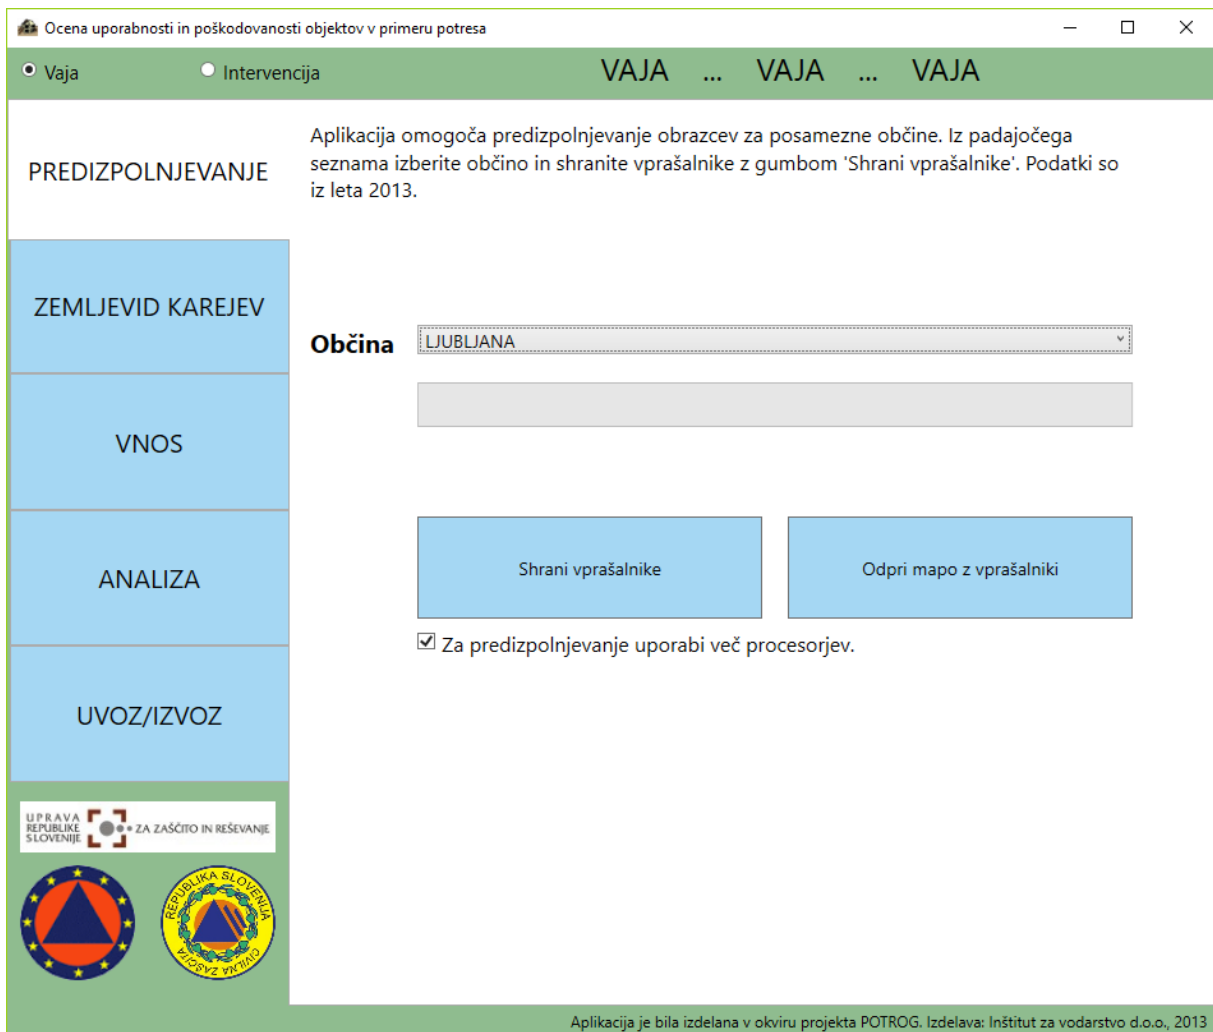 Ocena uporabnosti in poškodovanosti objektov v primeru potresa
Vaja
Intervencija
VAJA ... VAJA ... VAJA
PREDIZPOLNJEVANJE
Aplikacija omogoča predizpolnjevanje obrazcev za posamezne občine. Iz padajočega
seznama izberite občino in shranite vprašalnike z gumbom 'Shrani vprašalnike'. Podatki so
iz leta 2013.
ZEMLJEVID KAREJEV
Občina
LJUBLJANA
VNOS
ANALIZA
Shrani vprašalnike
Odpri mapo z vprašalniki
Za predizpolnjevanje uporabi več procesorjev.
UVOZ/IZVOZ
UPRAVA
REPUBLIKE
SLOVENIJE
ZA ZAŠČITO IN REŠEVANJE
REPUBLIKA SLOVENIJA
CIVILNA ZAŠČITA
Aplikacija je bila izdelana v okviru projekta POTROG. Izdelava: Inštitut za vodarstvo d.o.o., 2013